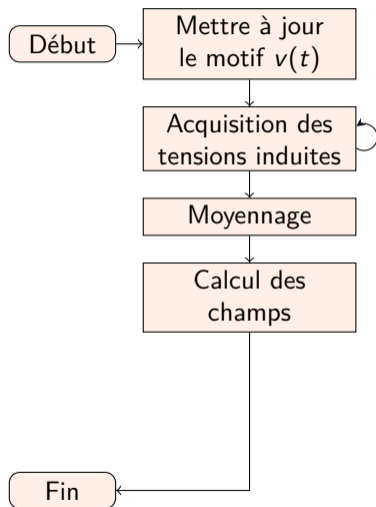 Début
Mettre à jour
le motif v(t)
Acquisition des
tensions induites
Moyennage
Calcul des
champs
Fin